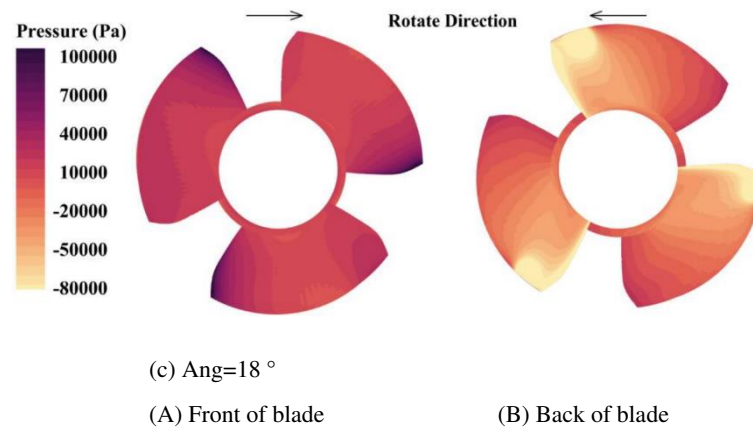 Rotate Direction
Pressure (Pa)
100000
70000
40000
10000
-20000
-50000
-80000
(c) Ang=18 °
(A) Front of blade
(B) Back of blade